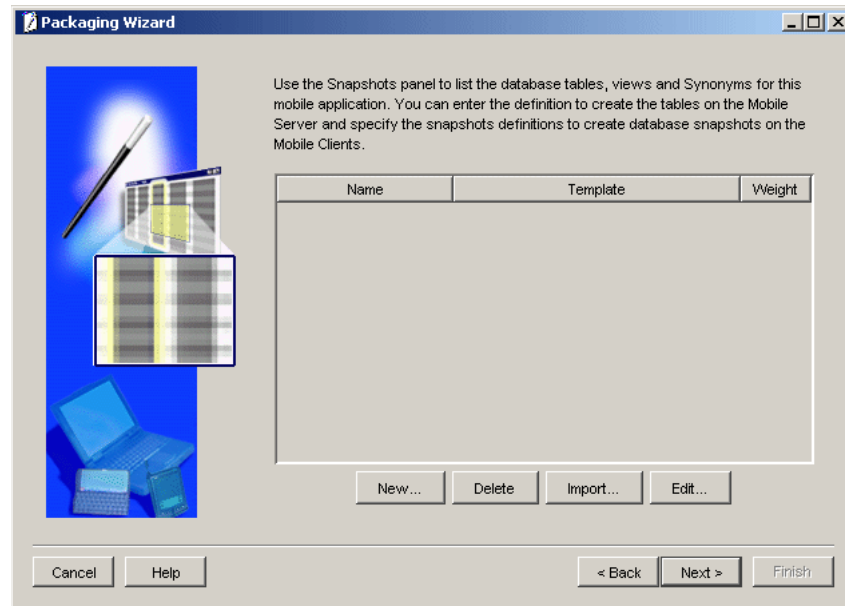 Packaging Wizard
Use the Snapshots panel to list the database tables, views and Synonyms for this
mobile application. You can enter the definition to create the tables on the Mobile
Server and specify the snapshots definitions to create database snapshots on the
Mobile Clients.
Name Template Weight
New... Delete Import... Edit...
Cancel Help < Back Next > Finish